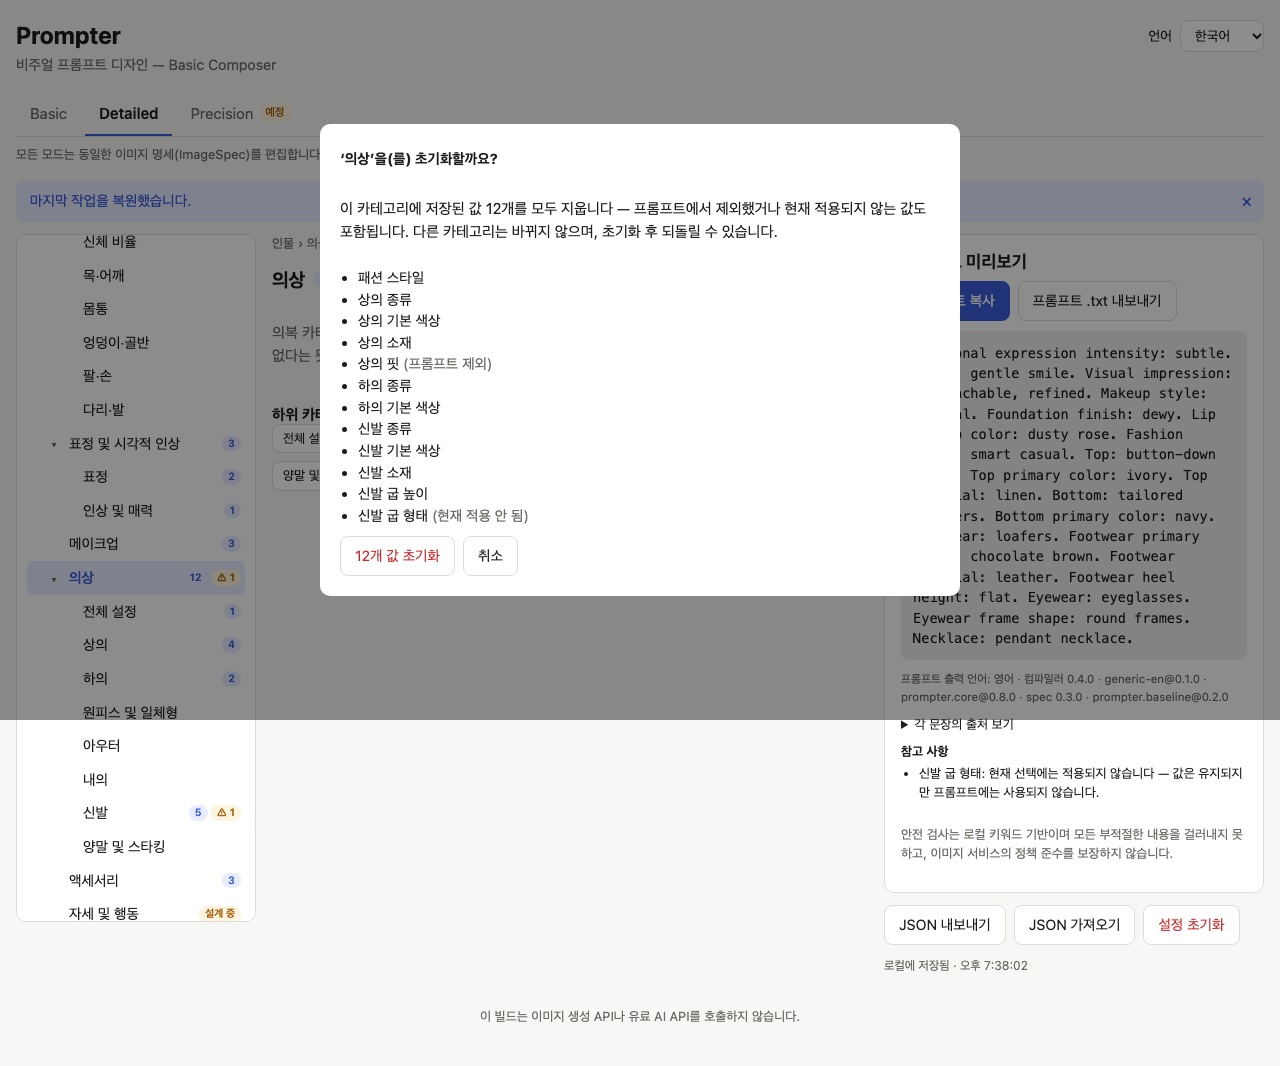 Prompter
비주얼 프롬프트 디자인 — Basic Composer
언어
한국어
Basic
Detailed
Precision
예정
모든 모드는 동일한 이미지 명세(ImageSpec)를 편집합니다
마지막 작업을 복원했습니다.
×
신체 비율
목·어깨
몸통
엉덩이·골반
팔·손
다리·발
표정 및 시각적 인상 3
표정 2
인상 및 매력 1
메이크업 3
의상 12 ⚠ 1
전체 설정 1
상의 4
하의 2
원피스 및 일체형
아우터
내의
신발 5 ⚠ 1
양말 및 스타킹
액세서리 3
자세 및 행동 설계 중
인물 ›
의상
의복
없다는
하위
전체
양말 및
‘의상’을(를) 초기화할까요?
이 카테고리에 저장된 값 12개를 모두 지웁니다 — 프롬프트에서 제외했거나 현재 적용되지 않는 값도
포함됩니다. 다른 카테고리는 바뀌지 않으며, 초기화 후 되돌릴 수 있습니다.
패션 스타일
상의 종류
상의 기본 색상
상의 소재
상의 핏 (프롬프트 제외)
하의 종류
하의 기본 색상
신발 종류
신발 기본 색상
신발 소재
신발 굽 높이
신발 굽 형태 (현재 적용 안 됨)
12개 값 초기화
취소
미리보기
복사
프롬프트 .txt 내보내기
expression intensity: subtle.
gentle smile. Visual impression:
refined. Makeup style:
Foundation finish: dewy. Lip
color: dusty rose. Fashion
smart casual. Top: button-down
Top primary color: ivory. Top
linen. Bottom: tailored
Bottom primary color: navy.
loafers. Footwear primary
chocolate brown. Footwear
leather. Footwear heel
height: flat. Eyewear: eyeglasses.
Eyewear frame shape: round frames.
Necklace: pendant necklace.
프롬프트 출력 언어: 영어 · 컴파일러 0.4.0 · generic-en@0.1.0 ·
prompter.core@0.8.0 · spec 0.3.0 · prompter.baseline@0.2.0
▶ 각 문장의 출처 보기
참고 사항
신발 굽 형태: 현재 선택에는 적용되지 않습니다 — 값은 유지되지
만 프롬프트에는 사용되지 않습니다.
안전 검사는 로컬 키워드 기반이며 모든 부적절한 내용을 걸러내지 못
하고, 이미지 서비스의 정책 준수를 보장하지 않습니다.
JSON 내보내기
JSON 가져오기
설정 초기화
로컬에 저장됨 · 오후 7:38:02
이 빌드는 이미지 생성 API나 유료 AI API를 호출하지 않습니다.